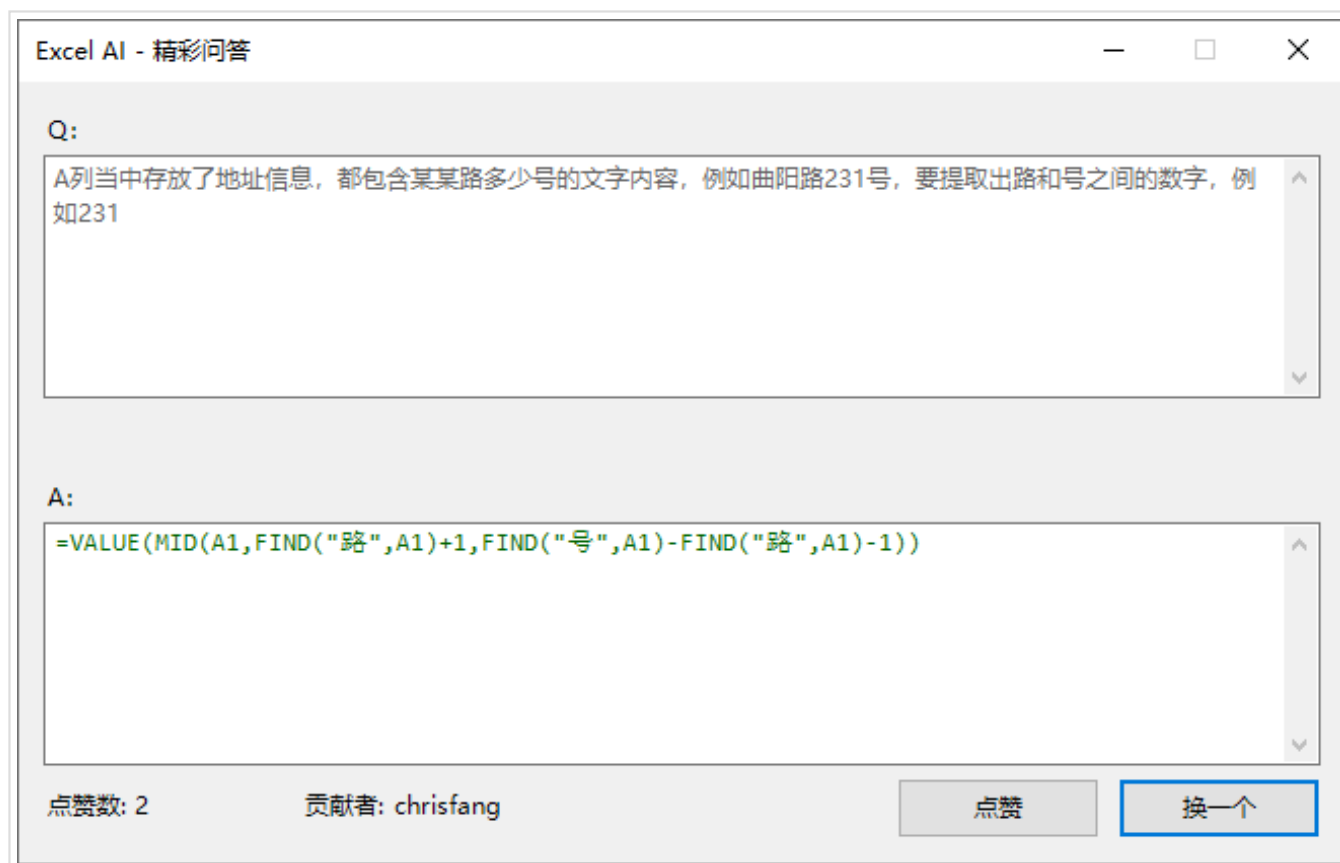 Excel AI - 精彩问答
Q:
A列当中存放了地址信息，都包含某某路多少号的文字内容，例如曲阳路231号，要提取出路和号之间的数字，例
如231
A:
=VALUE(MID(A1,FIND("路",A1)+1,FIND("号",A1)-FIND("路",A1)-1))
点赞数: 2 贡献者: chrisfang 点赞 换一个